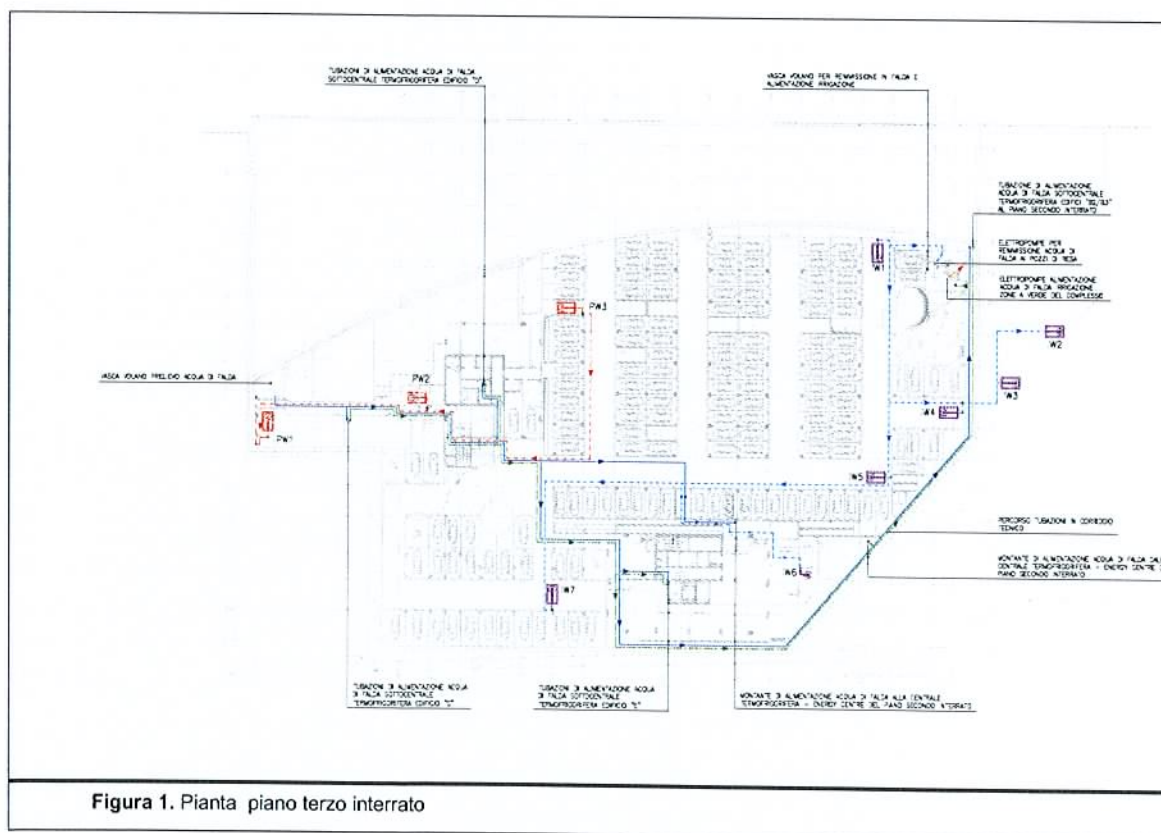 TUBAZIONI DI ALIMENTAZIONE ACQUA DI FALDA
SOTTOCENTRALE TERMOFRIGORIFERA EDIFICIO "D"
VASCA VOLANO PER REIMMISSIONE IN FALDA E
ALIMENTAZIONE IRRIGAZIONE
TUBAZIONE DI ALIMENTAZIONE
ACQUA DI FALDA SOTTOCENTRALE
TERMOFRIGORIFERA EDIFICI
AL PIANO SECONDO INTERRATO
ELETTROPOMPE PER
REIMMISSIONE ACQUA DI
FALDA AI POZZI DI RESA
ELETTROPOMPE ALIMENTAZIONE
ACQUA DI FALDA IRRIGAZIONE
ZONE A VERDE DEL COMPLESSO
IW1
PW3
W2
VASCA VOLANO PRELIEVO ACQUA DI FALDA
PW2
IW3
IW4
PW1
IW5
PERCORSO TUBAZIONI IN CORRIDOIO
TECNICO
MONTANTE DI ALIMENTAZIONE ACQUA DI FALDA
CENTRALE TERMOFRIGORIFERA - ENERGY CENTRE
PIANO SECONDO INTERRATO
W6
IW7
TUBAZIONI DI ALIMENTAZIONE ACQUA
DI FALDA SOTTOCENTRALE
TERMOFRIGORIFERA EDIFICIO
TUBAZIONI DI ALIMENTAZIONE ACQUA
DI FALDA SOTTOCENTRALE
TERMOFRIGORIFERA EDIFICIO "E"
MONTANTE DI ALIMENTAZIONE ACQUA DI FALDA ALLA CENTRALE
TERMOFRIGORIFERA - ENERGY CENTRE DEL PIANO SECONDO INTERRATO
Figura 1. Pianta piano terzo interrato